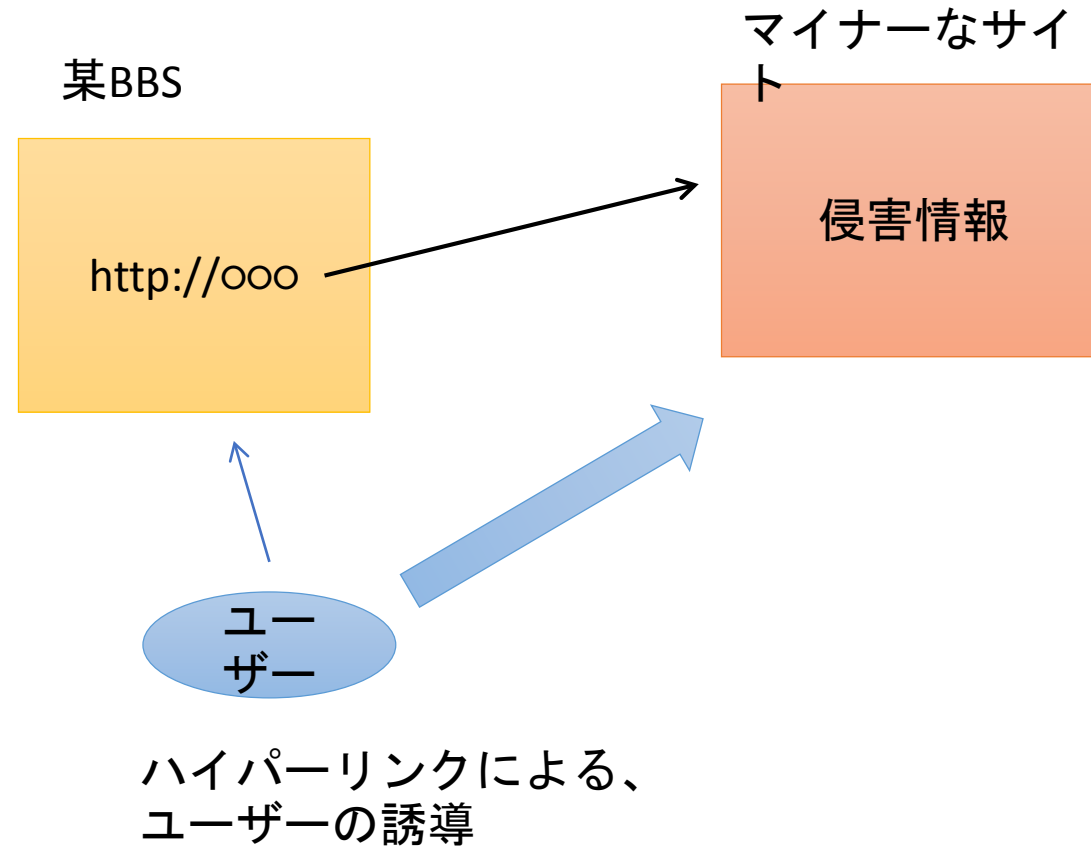 某BBS
マイナーなサイ
ト
http://○○○
侵害情報
ユー
ザー
ハイパーリンクによる、
ユーザーの誘導